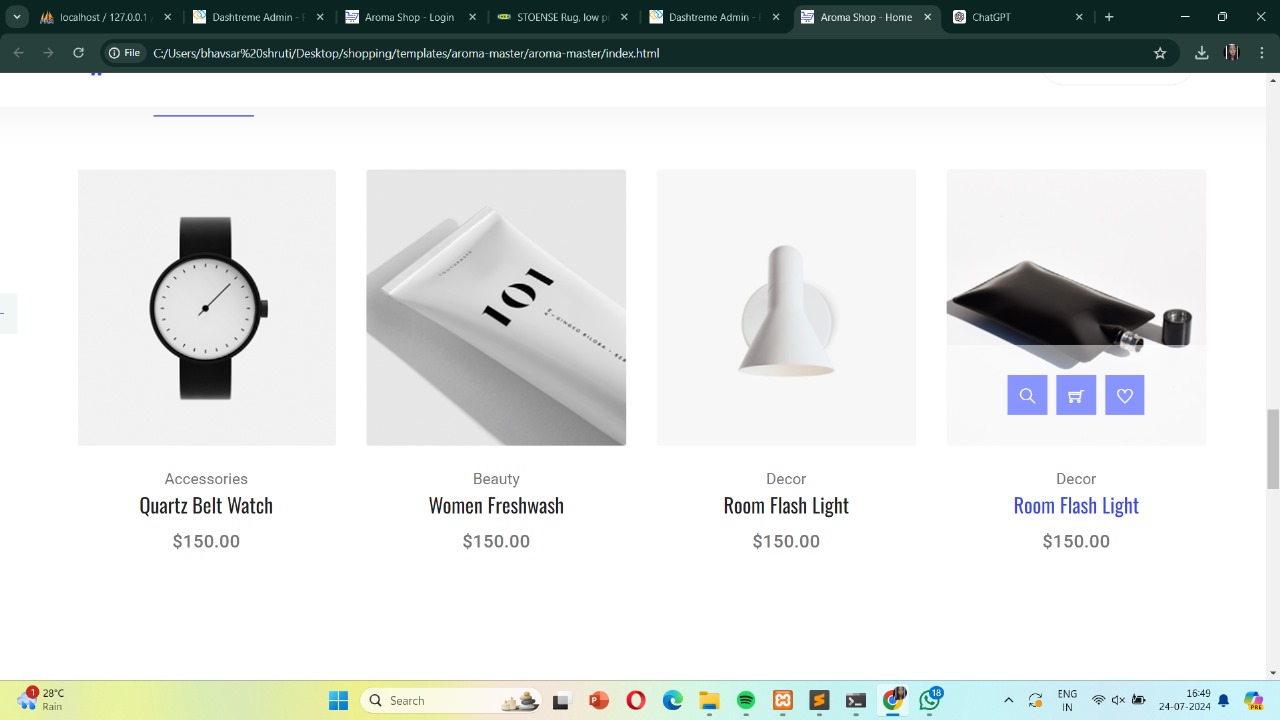 localhost / 127.0.0.1
Dashtreme Admin -
Aroma Shop - Login
STOENSE Rug, low p
Dashtreme Admin -
Aroma Shop - Home
ChatGPT
File
C:/Users/bhavsar%20shruti/Desktop/shopping/templates/aroma-master/aroma-master/index.html
101
GINGKO BILOBA
Accessories
Beauty
Decor
Decor
Quartz Belt Watch
Women Freshwash
Room Flash Light
Room Flash Light
$150.00
$150.00
$150.00
$150.00
1
28°C
Rain
Search
18
ENG
IN
16:49
24-07-2024
PRE